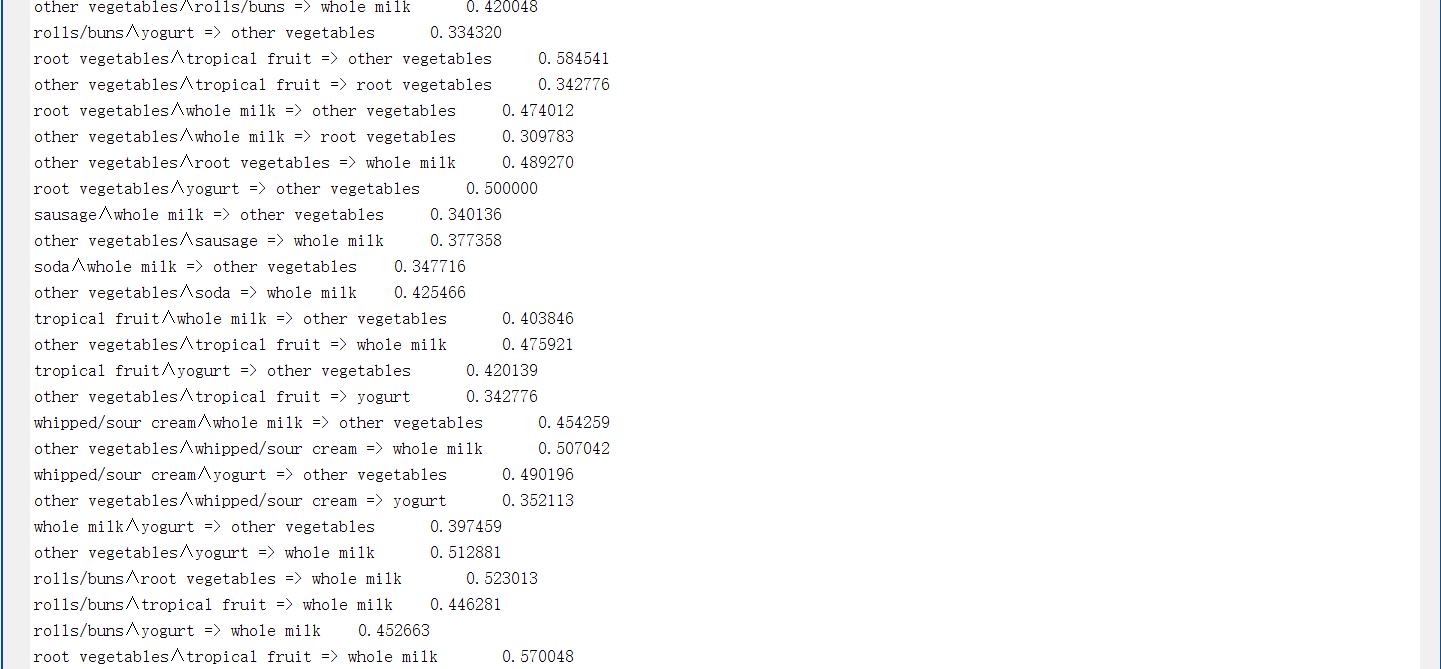 other vegetables∧rolls/buns => whole milk 0.420048
rolls/buns∧yogurt => other vegetables 0.334320
root vegetables∧tropical fruit => other vegetables 0.584541
other vegetables∧tropical fruit => root vegetables 0.342776
root vegetables∧whole milk => other vegetables 0.474012
other vegetables∧whole milk => root vegetables 0.309783
other vegetables∧root vegetables => whole milk 0.489270
root vegetables∧yogurt => other vegetables 0.500000
sausage∧whole milk => other vegetables 0.340136
other vegetables∧sausage => whole milk 0.377358
soda∧whole milk => other vegetables 0.347716
other vegetables∧soda => whole milk 0.425466
tropical fruit∧whole milk => other vegetables 0.403846
other vegetables∧tropical fruit => whole milk 0.475921
tropical fruit∧yogurt => other vegetables 0.420139
other vegetables∧tropical fruit => yogurt 0.342776
whipped/sour cream∧whole milk => other vegetables 0.454259
other vegetables∧whipped/sour cream => whole milk 0.507042
whipped/sour cream∧yogurt => other vegetables 0.490196
other vegetables∧whipped/sour cream => yogurt 0.352113
whole milk∧yogurt => other vegetables 0.397459
other vegetables∧yogurt => whole milk 0.512881
rolls/buns∧root vegetables => whole milk 0.523013
rolls/buns∧tropical fruit => whole milk 0.446281
rolls/buns∧yogurt => whole milk 0.452663
root vegetables∧tropical fruit => whole milk 0.570048